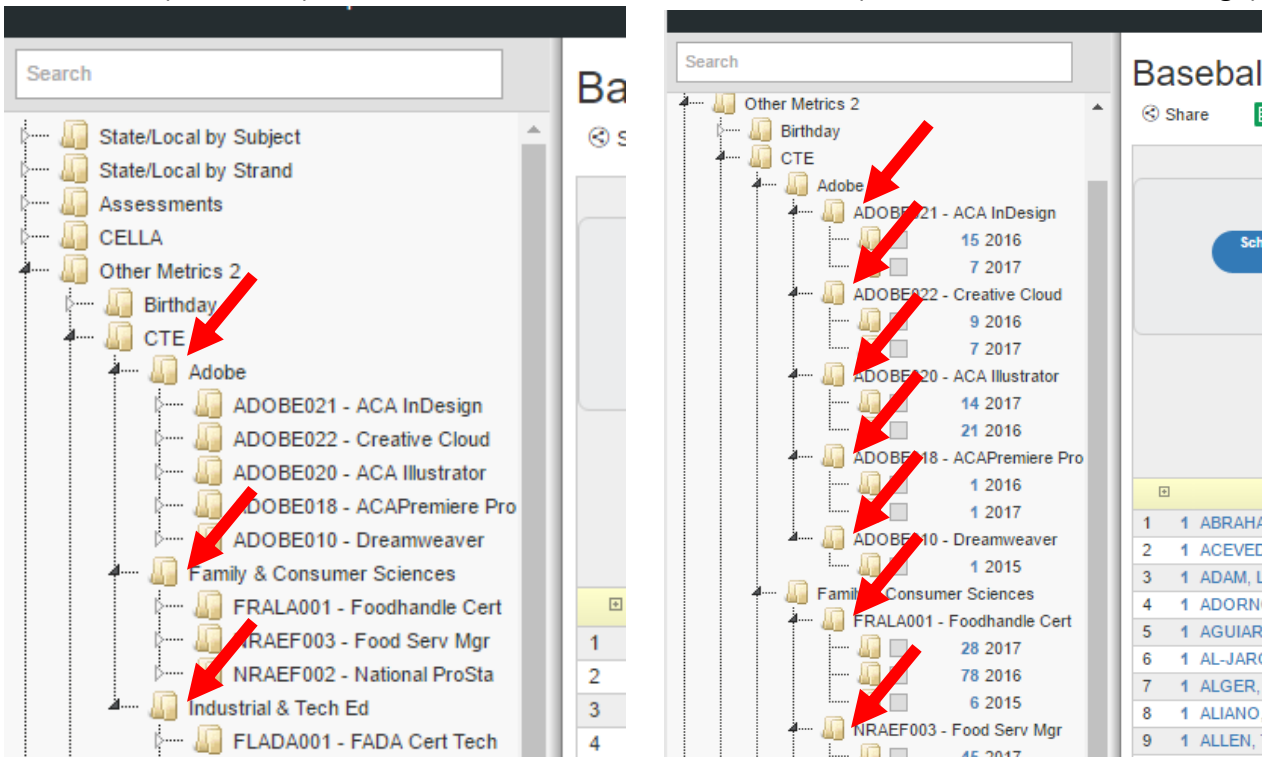 Search
Ba
State/Local by Subject
State/Local by Strand
Assessments
CELLA
Other Metrics 2
Birthday
CTE
Adobe
ADOBE021 - ACA InDesign
ADOBE022 - Creative Cloud
ADOBE020 - ACA Illustrator
ADOBE018 - ACAPremiere Pro
ADOBE010 - Dreamweaver
Family & Consumer Sciences
FRALA001 - Foodhandle Cert
NRAEF003 - Food Serv Mgr
NRAEF002 - National ProSta
Industrial & Tech Ed
FLADA001 - FADA Cert Tech
1
2
3
4
Search
Basebal
Share
Other Metrics 2
Birthday
CTE
Adobe
ADOBE021 - ACA InDesign
15 2016
7 2017
ADOBE022 - Creative Cloud
9 2016
7 2017
ADOBE020 - ACA Illustrator
14 2017
21 2016
ADOBE018 - ACAPremiere Pro
1 2016
1 2017
ADOBE010 - Dreamweaver
1 2015
Family & Consumer Sciences
FRALA001 - Foodhandle Cert
28 2017
78 2016
6 2015
NRAEF003 - Food Serv Mgr
45 2017
Sch
1 1 ABRAHA
2 1 ACEVED
3 1 ADAM, L
4 1 ADORN
5 1 AGUIAR
6 1 AL-JAR
7 1 ALGER,
8 1 ALIANO
9 1 ALLEN,